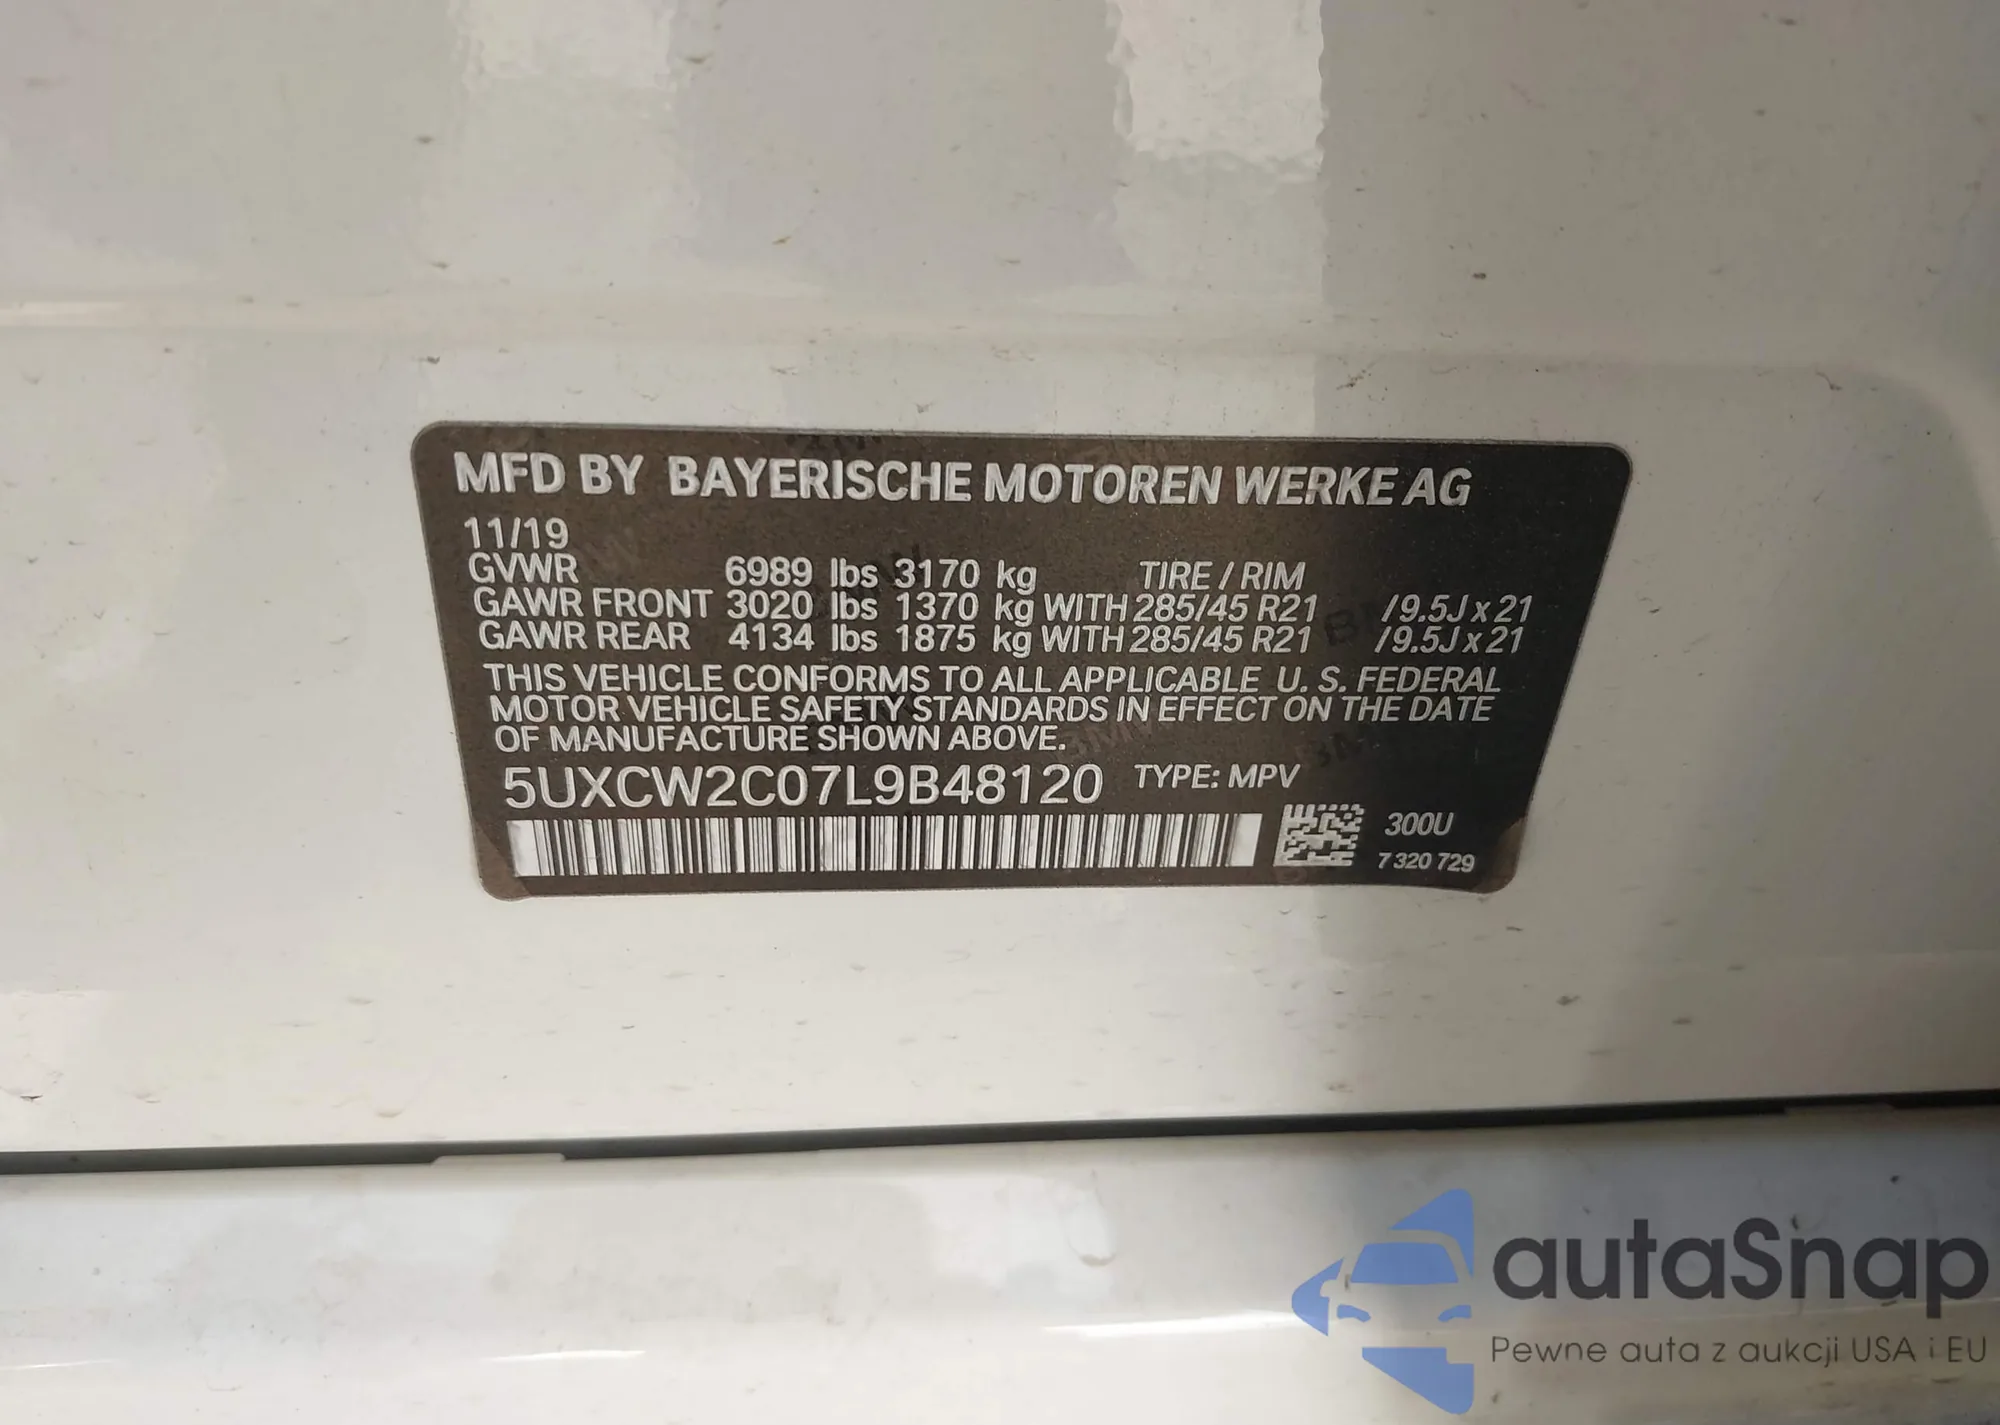 MFD BY BAYERISCHE MOTOREN WERKE AG
11/19
GVWR 6989 lbs 3170 kg TIRE / RIM
GAWR FRONT 3020 lbs 1370 kg WITH 285/45 R21 / 9.5J x 21
GAWR REAR 4134 lbs 1875 kg WITH 285/45 R21 / 9.5J x 21
THIS VEHICLE CONFORMS TO ALL APPLICABLE U. S. FEDERAL
MOTOR VEHICLE SAFETY STANDARDS IN EFFECT ON THE DATE
OF MANUFACTURE SHOWN ABOVE.
5UXCW2C07L9B48120 TYPE: MPV
300U
7 320 729
autaSnap
Pewne auta z aukcji USA i EU